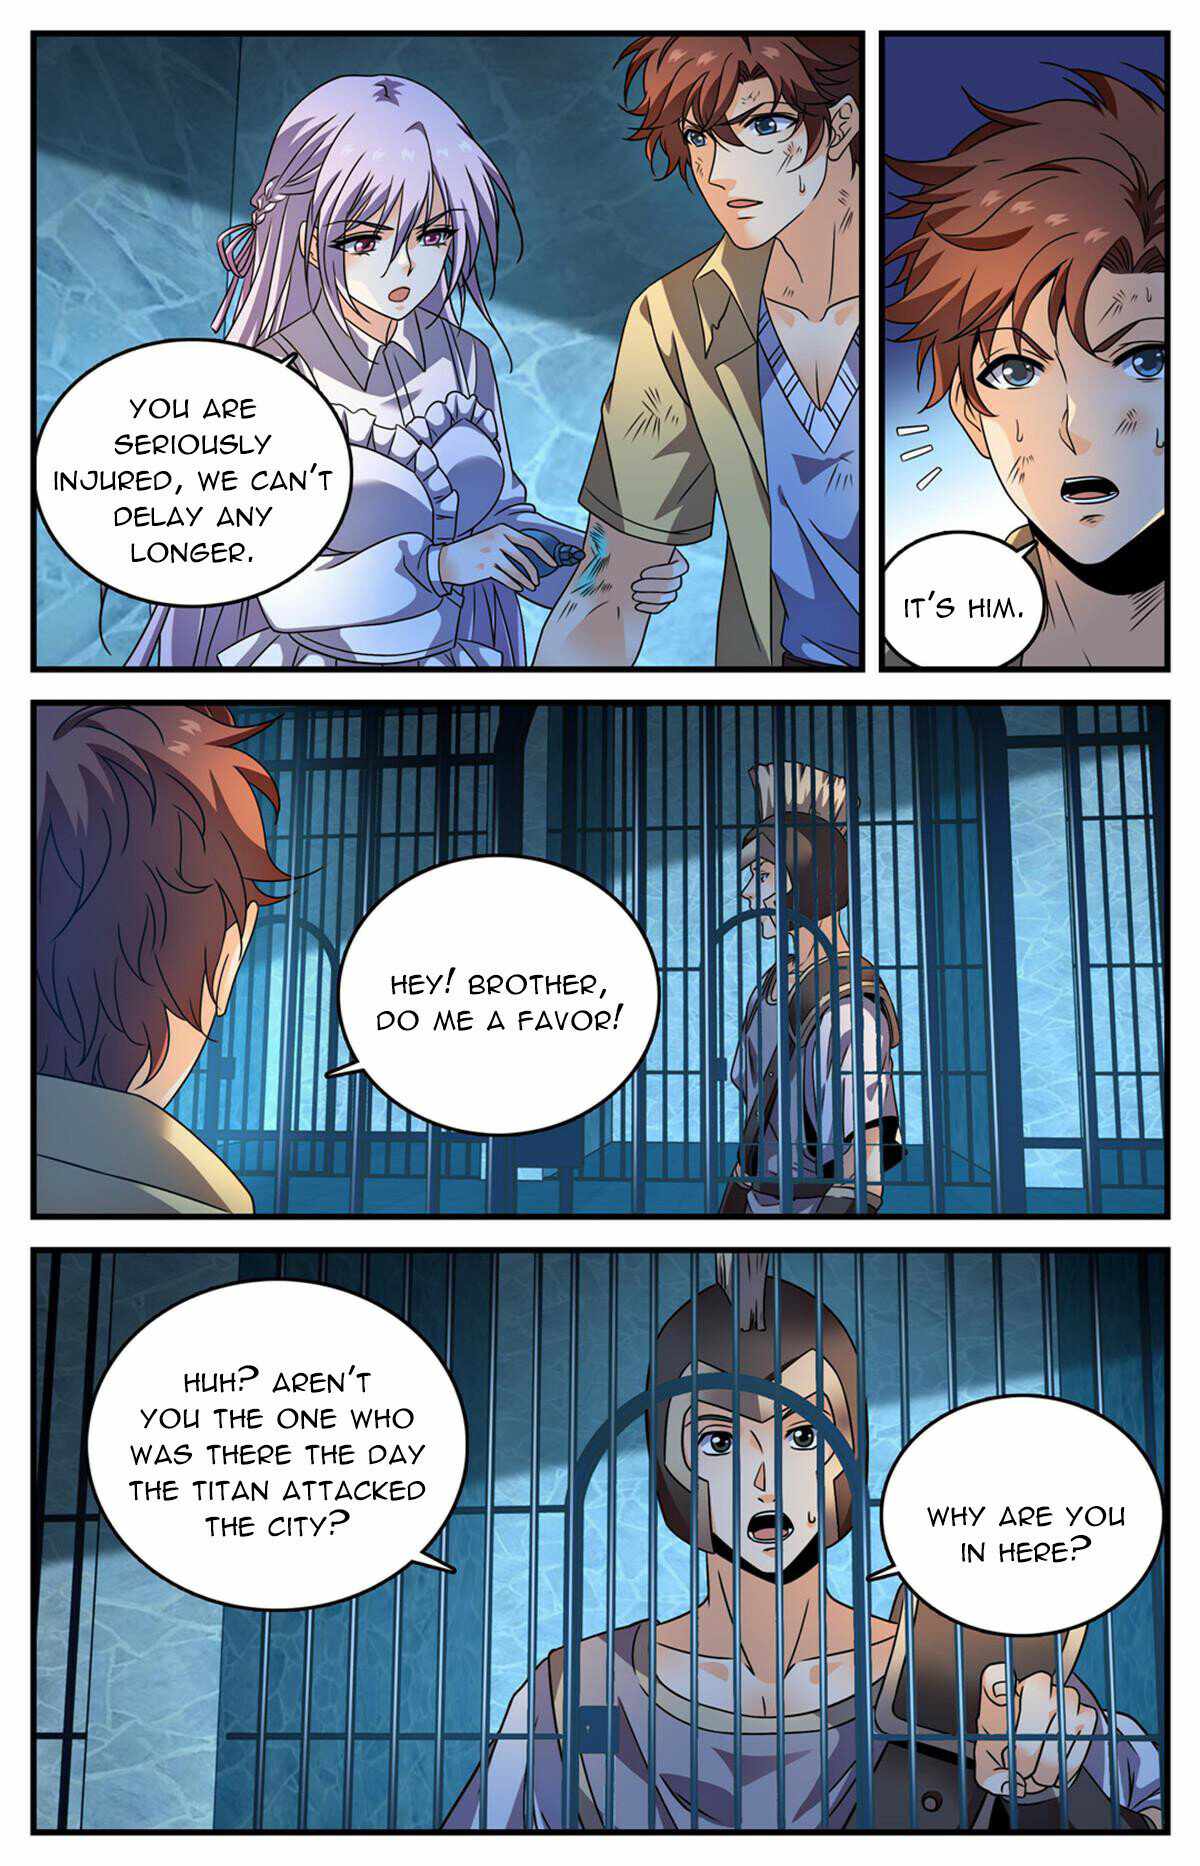 YOU ARE
SERIOUSLY
INJURED, WE CAN'T
DELAY ANY
LONGER.
IT'S HIM.
HEY! BROTHER,
DO ME A FAVOR!
HUH? AREN'T
YOU THE ONE WHO
WAS THERE THE DAY
THE TITAN ATTACKED
THE CITY?
WHY ARE YOU
IN HERE?